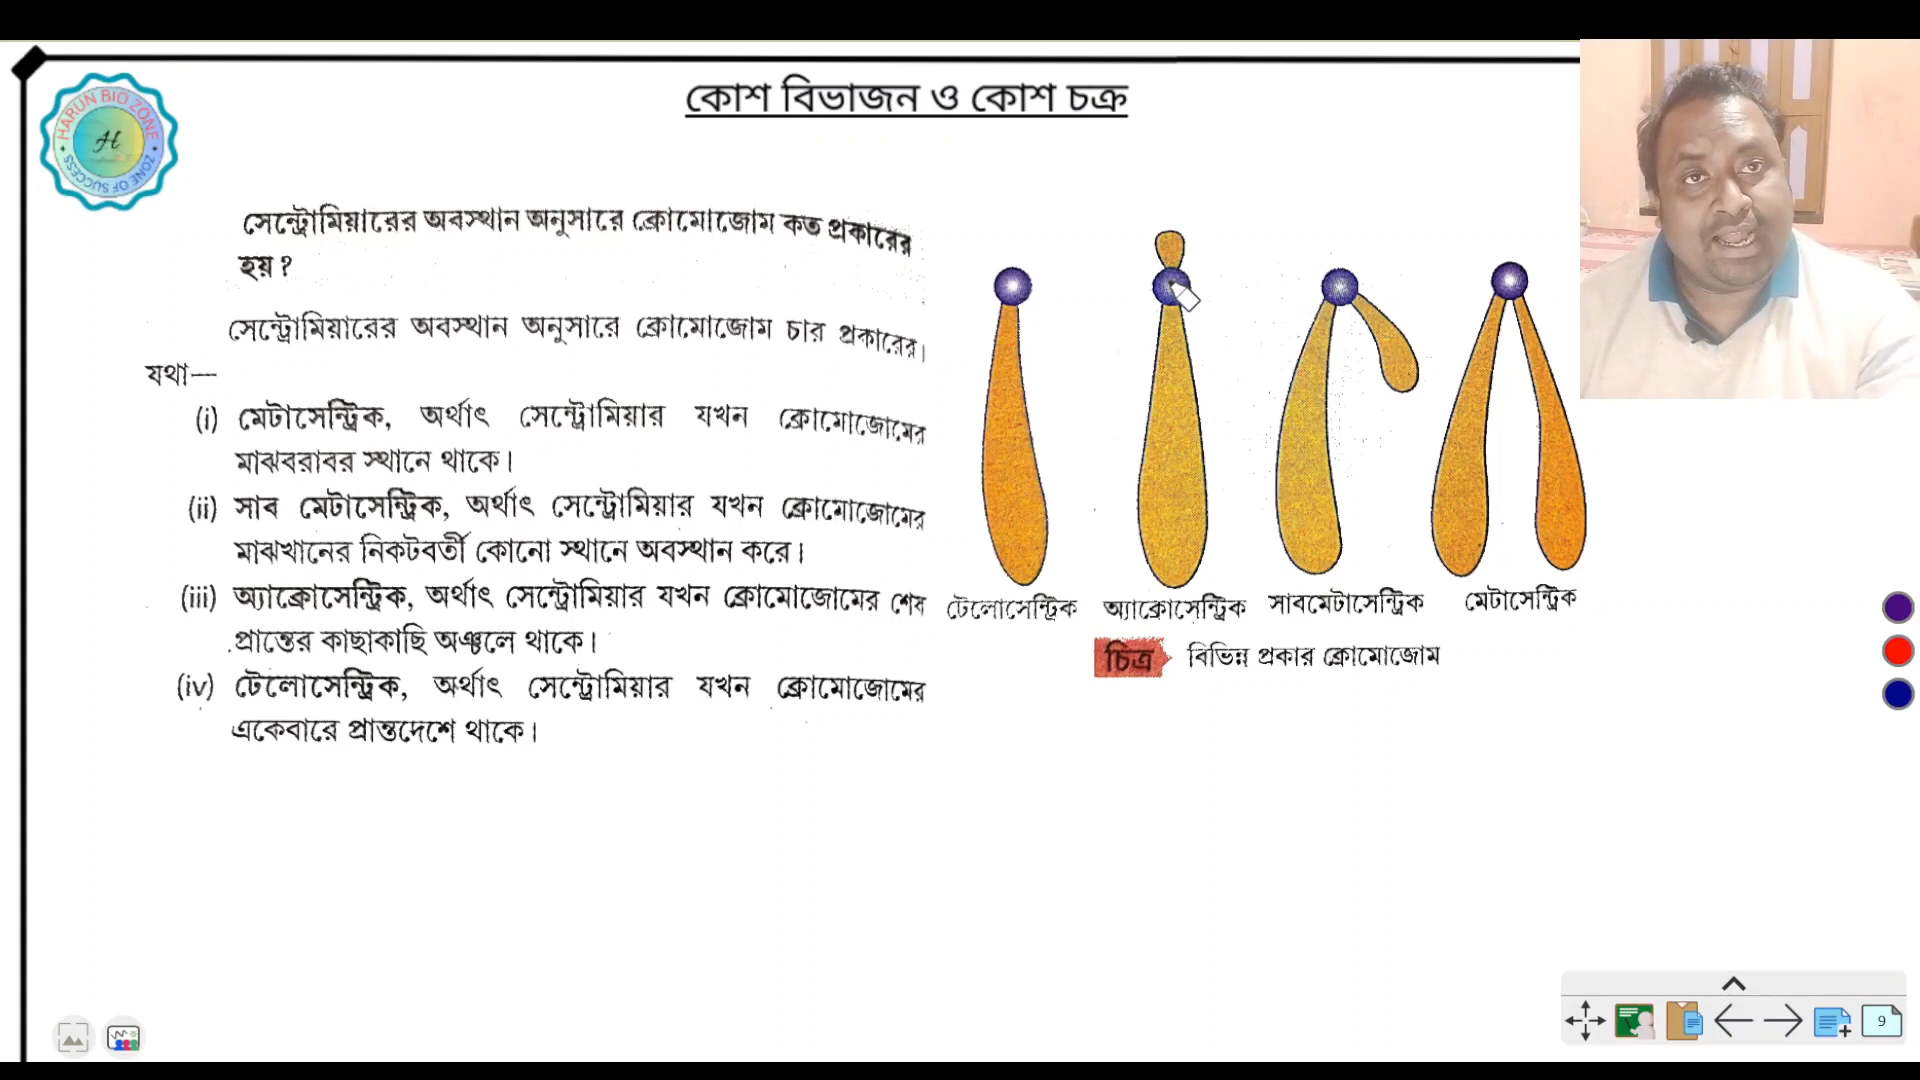 কোশ বিভাজন ও কোশ চক্র
HARUN BIO ZONE
H
ZONE OF SUCCESS
সেন্ট্রোমিয়ারের অবস্থান অনুসারে ক্রোমোজোম কত প্রকারের
হয় ?
সেন্ট্রোমিয়ারের অবস্থান অনুসারে ক্রোমোজোম চার প্রকারের।
যথা—
(i) মেটাসেন্ট্রিক, অর্থাৎ সেন্ট্রোমিয়ার যখন ক্রোমোজোমের
মাঝবরাবর স্থানে থাকে।
(ii) সাব মেটাসেন্ট্রিক, অর্থাৎ সেন্ট্রোমিয়ার যখন ক্রোমোজোমের
মাঝখানের নিকটবর্তী কোনো স্থানে অবস্থান করে।
(iii) অ্যাক্রোসেন্ট্রিক, অর্থাৎ সেন্ট্রোমিয়ার যখন ক্রোমোজোমের শেষ
প্রান্তের কাছাকাছি অঞ্চলে থাকে।
(iv) টেলোসেন্ট্রিক, অর্থাৎ সেন্ট্রোমিয়ার যখন ক্রোমোজোমের
একেবারে প্রান্তদেশে থাকে।
টেলোসেন্ট্রিক অ্যাক্রোসেন্ট্রিক সাবমেটাসেন্ট্রিক মেটাসেন্ট্রিক
চিত্র বিভিন্ন প্রকার ক্রোমোজোম
9